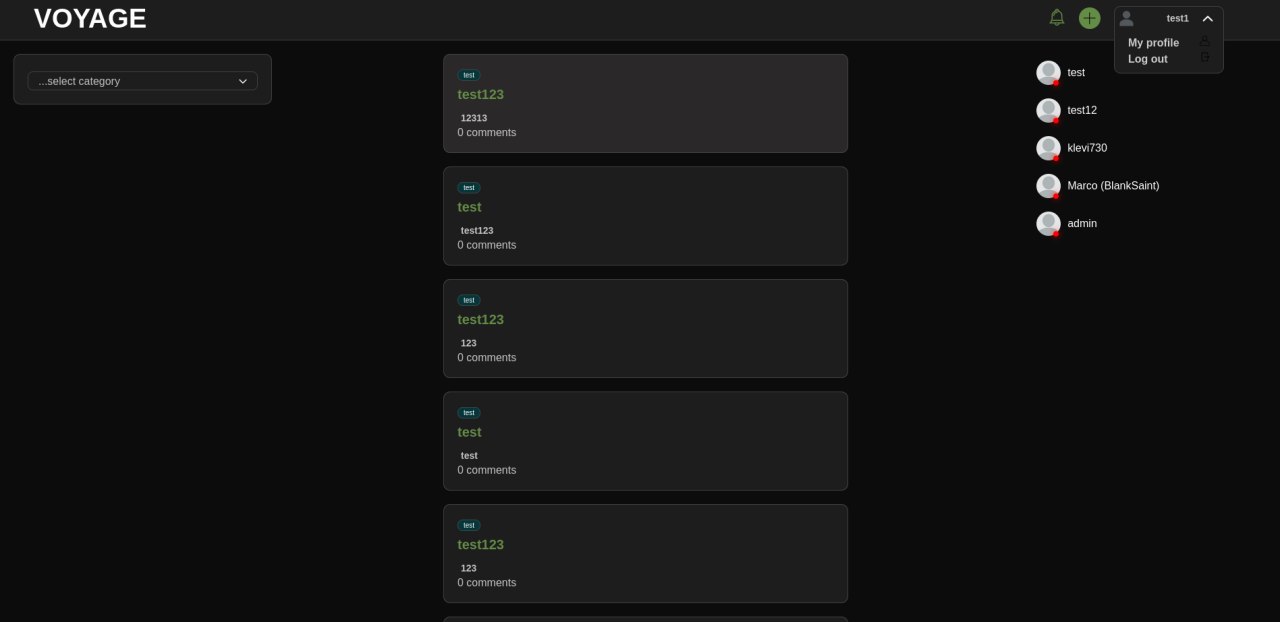 VOYAGE
test1
My profile
Log out
...select category
test
test123
12313
0 comments
test
test
test123
0 comments
test
test123
123
0 comments
test
test
test
0 comments
test
test123
123
0 comments
test
test12
klevi730
Marco (BlankSaint)
admin